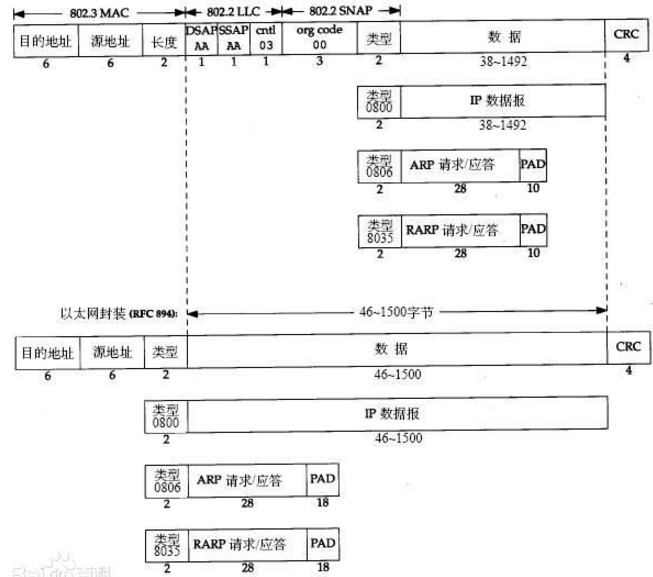 802.3 MAC 802.2 LLC 802.2 SNAP
目的地址 源地址 长度 DSAP AA SSAP AA cntl 03 org code 00 类型 数 据 CRC
6 6 2 1 1 1 3 2 38~1492 4
类型 0800 IP 数据报
2 38~1492
类型 0806 ARP 请求/应答 PAD
2 28 10
类型 8035 RARP 请求/应答 PAD
2 28 10
以太网封装 (RFC 894): 46~1500字节
目的地址 源地址 类型 数 据 CRC
6 6 2 46~1500 4
类型 0800 IP 数据报
2 46~1500
类型 0806 ARP 请求/应答 PAD
2 28 18
类型 8035 RARP 请求/应答 PAD
2 28 18